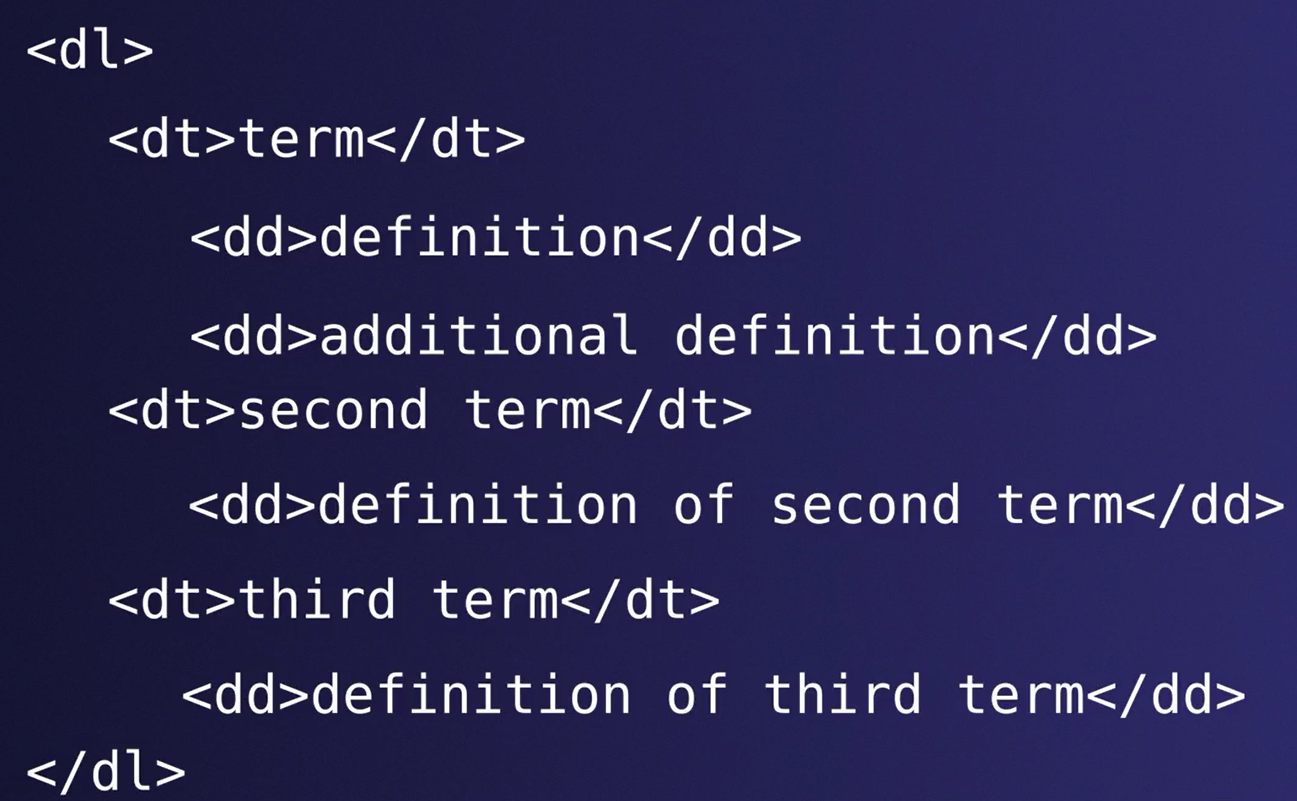 <dl>
<dt>term</dt>
<dd>definition</dd>
<dd>additional definition</dd>
<dt>second term</dt>
<dd>definition of second term</dd>
<dt>third term</dt>
<dd>definition of third term</dd>
</dl>